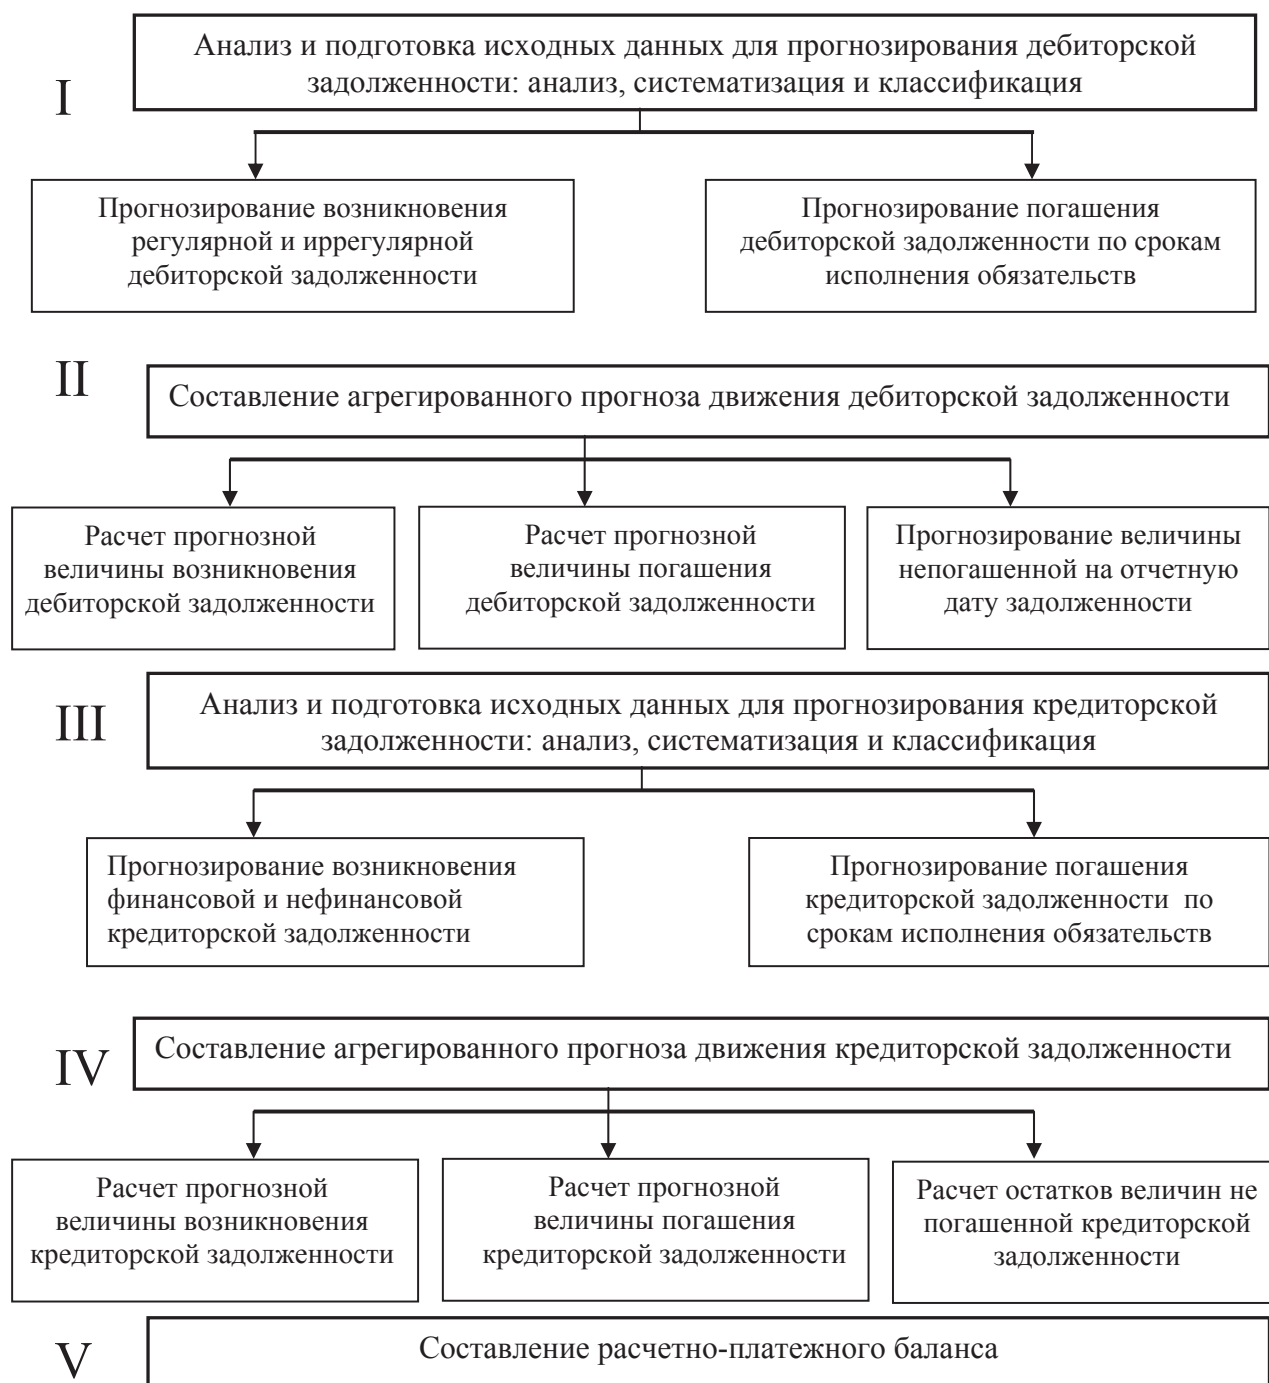 I
Анализ и подготовка исходных данных для прогнозирования дебиторской
задолженности: анализ, систематизация и классификация
Прогнозирование возникновения
регулярной и иррегулярной
дебиторской задолженности
Прогнозирование погашения
дебиторской задолженности по срокам
исполнения обязательств
II
Составление агрегированного прогноза движения дебиторской задолженности
Расчет прогнозной
величины возникновения
дебиторской задолженности
Расчет прогнозной
величины погашения
дебиторской задолженности
Прогнозирование величины
непогашенной на отчетную
дату задолженности
III
Анализ и подготовка исходных данных для прогнозирования кредиторской
задолженности: анализ, систематизация и классификация
Прогнозирование возникновения
финансовой и нефинансовой
кредиторской задолженности
Прогнозирование погашения
кредиторской задолженности по
срокам исполнения обязательств
IV
Составление агрегированного прогноза движения кредиторской задолженности
Расчет прогнозной
величины возникновения
кредиторской задолженности
Расчет прогнозной
величины погашения
кредиторской задолженности
Расчет остатков величин не
погашенной кредиторской
задолженности
V
Составление расчетно-платежного баланса